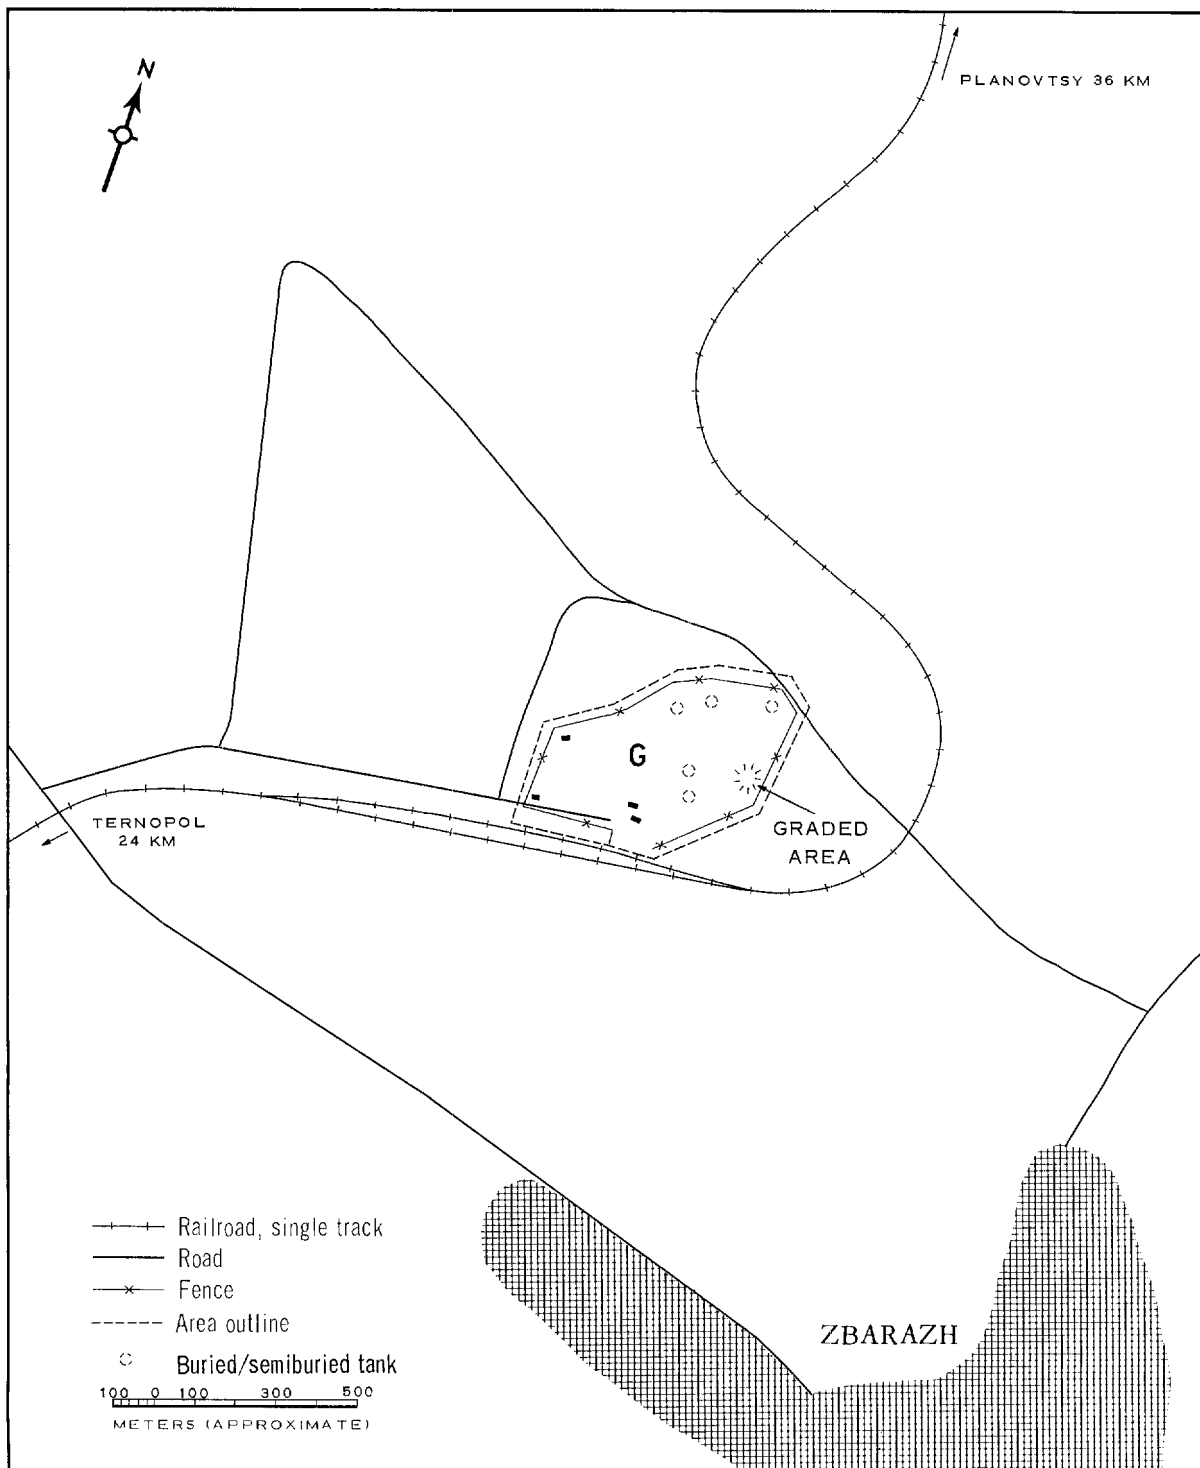 N
PLANOVTSY 36 KM
G
TERNOPOL
24 KM
GRADED
AREA
Railroad, single track
Road
Fence
Area outline
Buried/semiburied tank
ZBARAZH
100 0 100 300 500
METERS (APPROXIMATE)